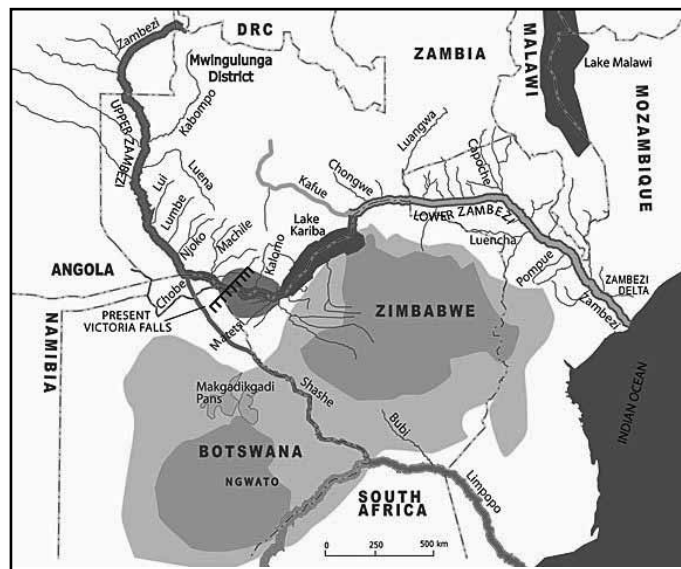 Zambezi
DRC
ZAMBIA
MALAWI
Lake Malawi
Mwingulunga
District
Kabompo
UPPER ZAMBEZI
Luangwa
Capoche
MOZAMBIQUE
Lui
Luena
Lumbe
Chongwe
Kafue
LOWER ZAMBEZI
Njoko
Machile
Kalomo
Lake
Kariba
Luencha
Pompue
ANGOLA
Chobe
ZAMBEZI
DELTA
Zambezi
PRESENT
VICTORIA FALLS
ZIMBABWE
Matetsi
NAMIBIA
Makgadikgadi
Pans
Shashe
INDIAN OCEAN
Bubi
BOTSWANA
NGWATO
Limpopo
SOUTH
AFRICA
0 250 500 km